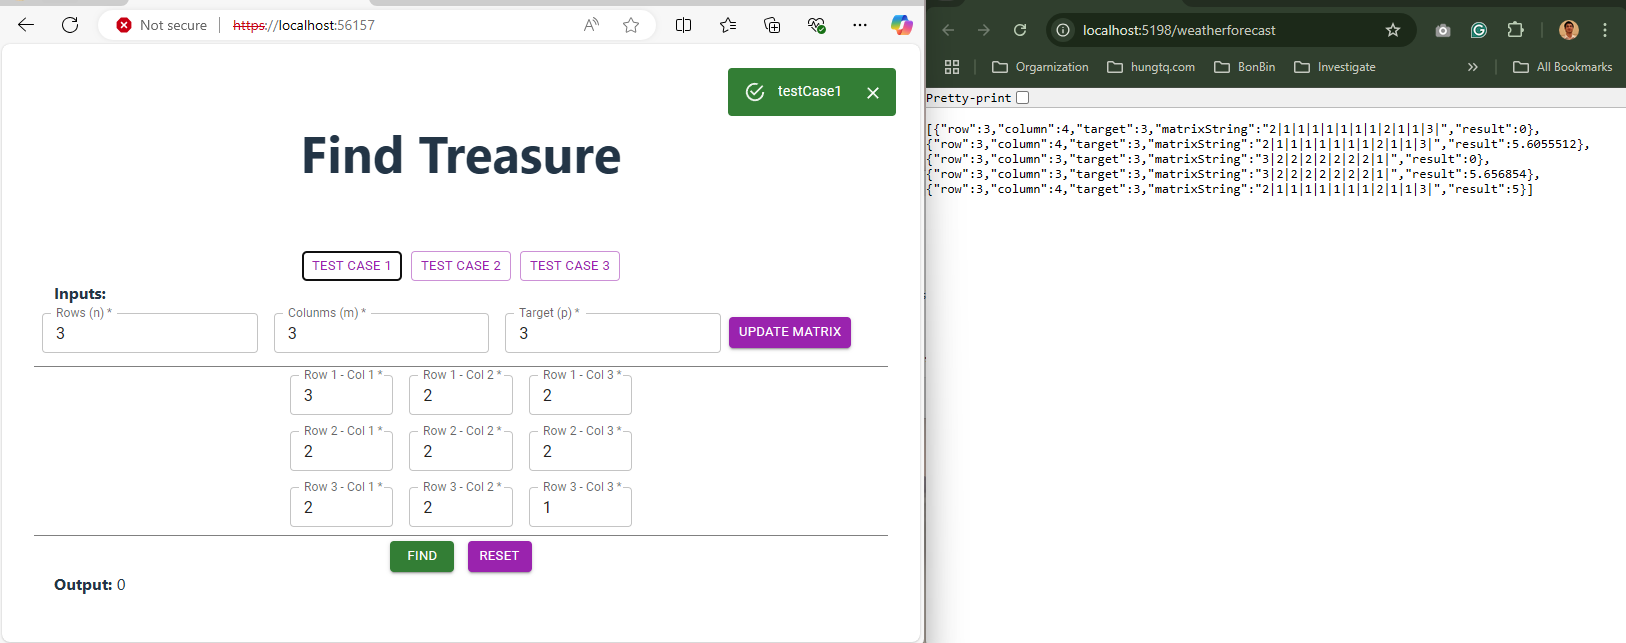 Not secure https://localhost:56157
testCase1
Find Treasure
TEST CASE 1 TEST CASE 2 TEST CASE 3
Inputs:
Rows (n) * Colunms (m) * Target (p) *
3 3 3 UPDATE MATRIX
Row 1 - Col 1 * Row 1 - Col 2 * Row 1 - Col 3 *
3 2 2
Row 2 - Col 1 * Row 2 - Col 2 * Row 2 - Col 3 *
2 2 2
Row 3 - Col 1 * Row 3 - Col 2 * Row 3 - Col 3 *
2 2 1
FIND RESET
Output: 0
localhost:5198/weatherforecast
Orgarnization hungtq.com BonBin Investigate All Bookmarks
Pretty-print
[{"row":3,"column":4,"target":3,"matrixString":"2|1|1|1|1|1|1|1|2|1|1|3|","result":0},
{"row":3,"column":4,"target":3,"matrixString":"2|1|1|1|1|1|1|1|2|1|1|3|","result":5.6055512},
{"row":3,"column":3,"target":3,"matrixString":"3|2|2|2|2|2|2|2|1|","result":0},
{"row":3,"column":3,"target":3,"matrixString":"3|2|2|2|2|2|2|2|1|","result":5.656854},
{"row":3,"column":4,"target":3,"matrixString":"2|1|1|1|1|1|1|1|2|1|1|3|","result":5}]